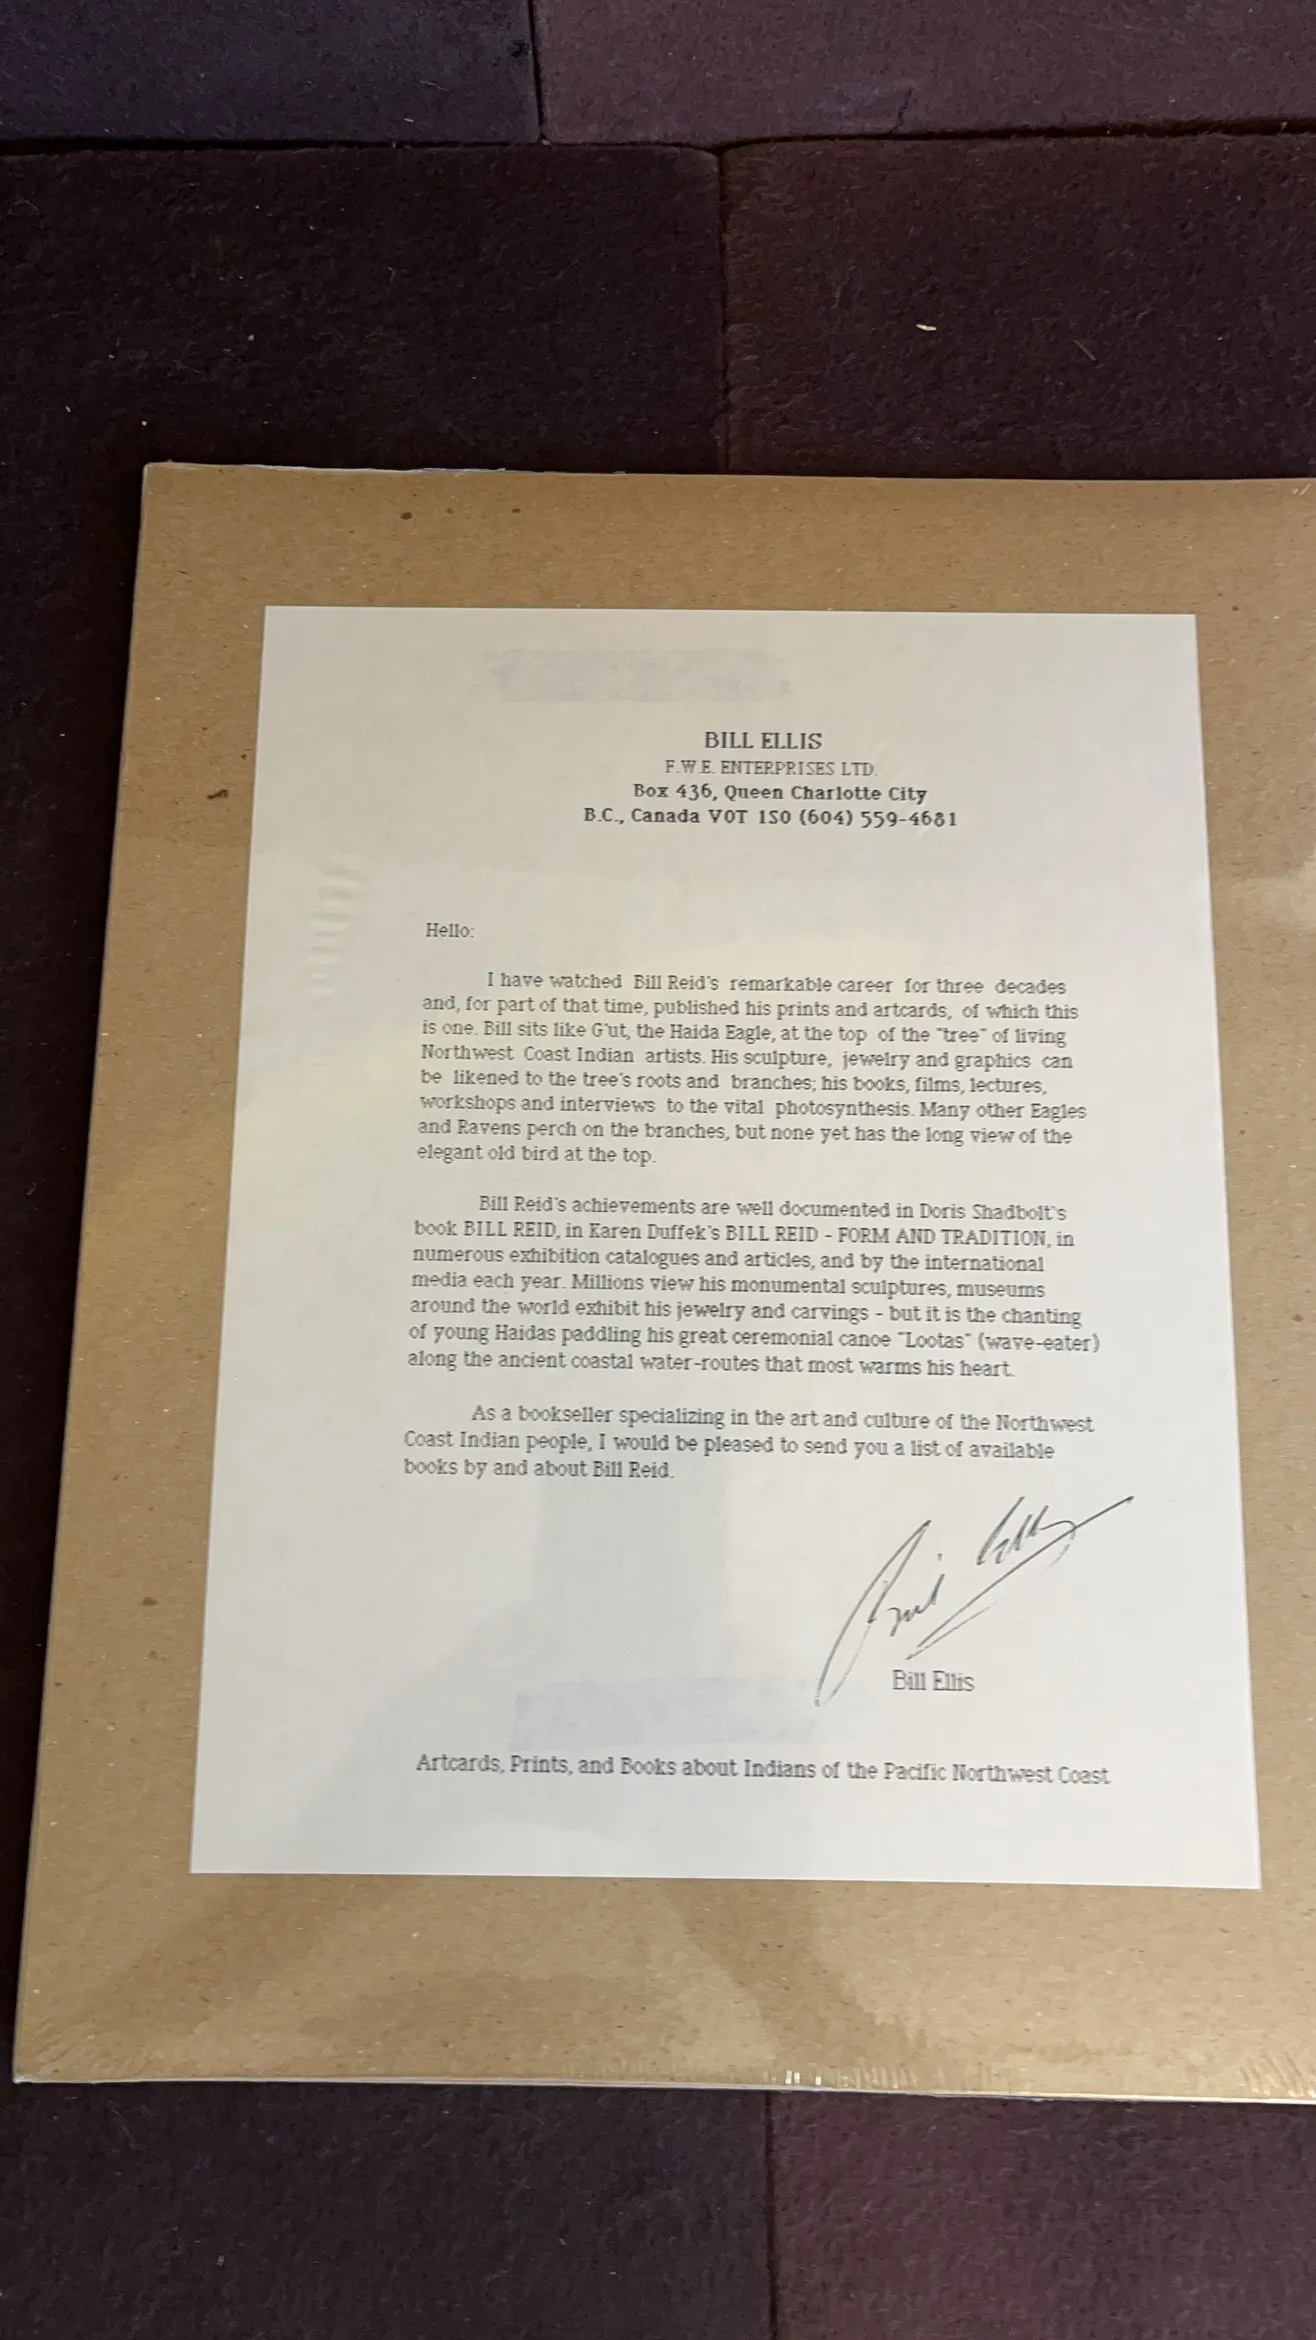 BILL ELLIS
F.W.E. ENTERPRISES LTD.
Box 436, Queen Charlotte City
B.C., Canada V0T 1S0 (604) 559-4681
Hello:
I have watched Bill Reid's remarkable career for three decades
and, for part of that time, published his prints and artcards, of which this
is one. Bill sits like G'ut, the Haida Eagle, at the top of the "tree" of living
Northwest Coast Indian artists. His sculpture, jewelry and graphics can
be likened to the tree's roots and branches; his books, films, lectures,
workshops and interviews to the vital photosynthesis. Many other Eagles
and Ravens perch on the branches, but none yet has the long view of the
elegant old bird at the top.
Bill Reid's achievements are well documented in Doris Shadbolt's
book BILL REID, in Karen Duffek's BILL REID - FORM AND TRADITION, in
numerous exhibition catalogues and articles, and by the international
media each year. Millions view his monumental sculptures, museums
around the world exhibit his jewelry and carvings - but it is the chanting
of young Haidas paddling his great ceremonial canoe "Lootas" (wave-eater)
along the ancient coastal water-routes that most warms his heart.
As a bookseller specializing in the art and culture of the Northwest
Coast Indian people, I would be pleased to send you a list of available
books by and about Bill Reid.
Bill Ellis
Bill Ellis
Artcards, Prints, and Books about Indians of the Pacific Northwest Coast